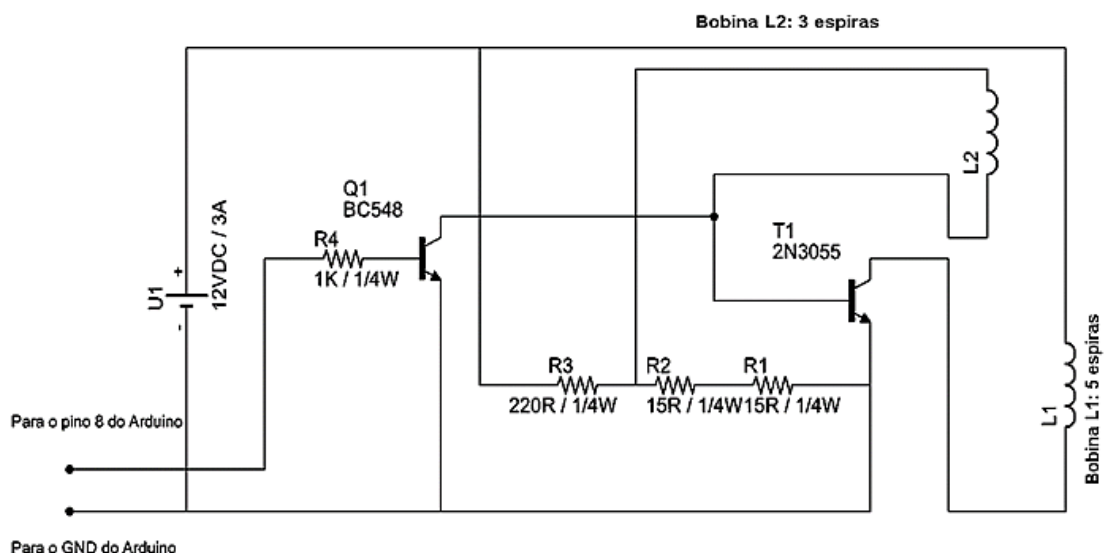 Bobina L2: 3 espiras
L2
Q1
BC548
T1
2N3055
R4
1K / 1/4W
+
U1
12VDC / 3A
-
R3
220R / 1/4W
R2
15R / 1/4W
R1
15R / 1/4W
L1
Bobina L1: 5 espiras
Para o pino 8 do Arduino
Para o GND do Arduino